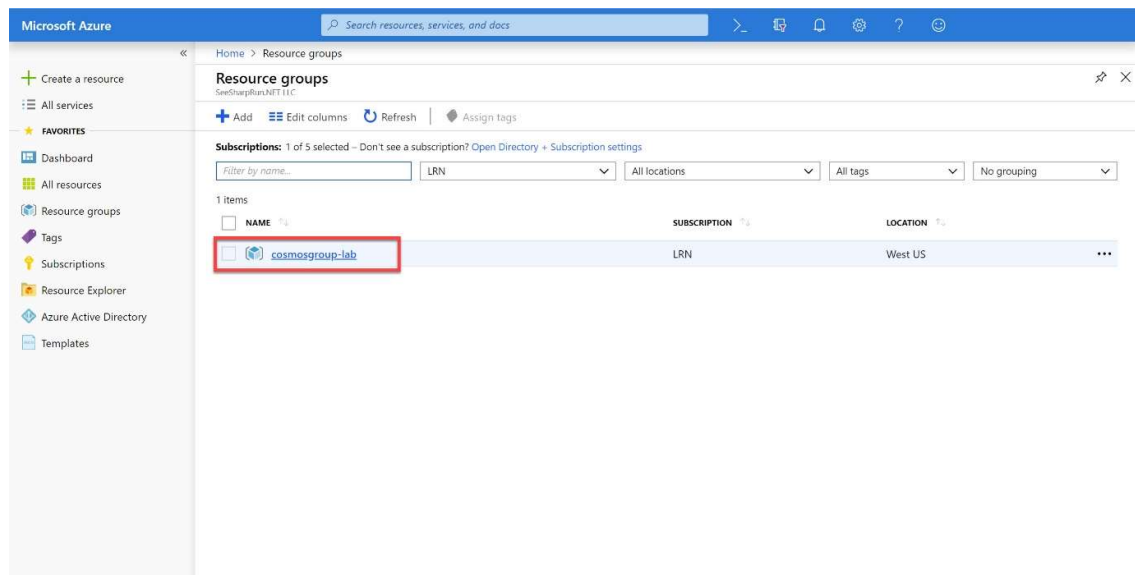 Microsoft Azure
Search resources, services, and docs
Home > Resource groups
Create a resource
All services
FAVORITES
Dashboard
All resources
Resource groups
Tags
Subscriptions
Resource Explorer
Azure Active Directory
Templates
Resource groups
SeeSharpRun.NET LLC
Add Edit columns Refresh Assign tags
Subscriptions: 1 of 5 selected – Don't see a subscription? Open Directory + Subscription settings
Filter by name... LRN All locations All tags No grouping
1 items
NAME SUBSCRIPTION LOCATION
cosmosgroup-lab LRN West US